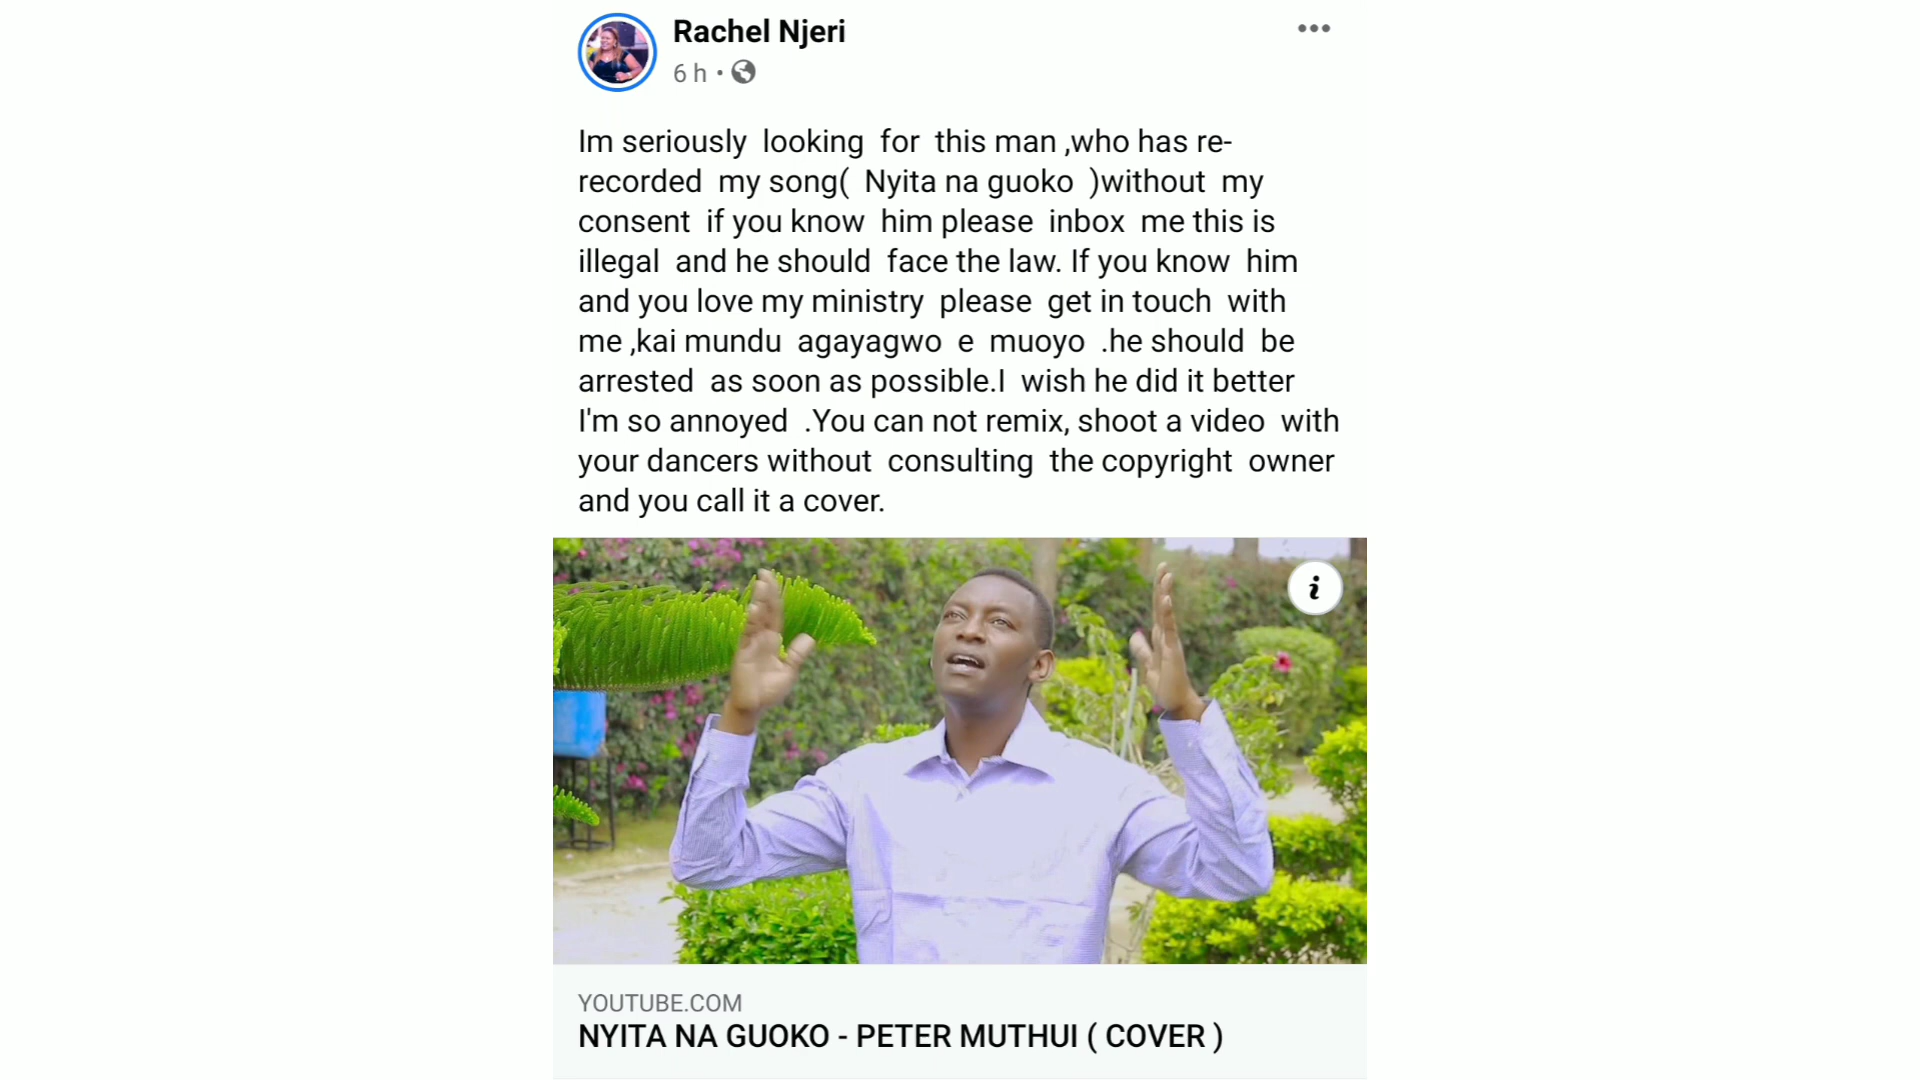 Rachel Njeri
6 h •
Im seriously looking for this man ,who has re-
recorded my song( Nyita na guoko )without my
consent if you know him please inbox me this is
illegal and he should face the law. If you know him
and you love my ministry please get in touch with
me ,kai mundu agayagwo e muoyo .he should be
arrested as soon as possible.I wish he did it better
I'm so annoyed .You can not remix, shoot a video with
your dancers without consulting the copyright owner
and you call it a cover.
i
YOUTUBE.COM
NYITA NA GUOKO - PETER MUTHUI ( COVER )